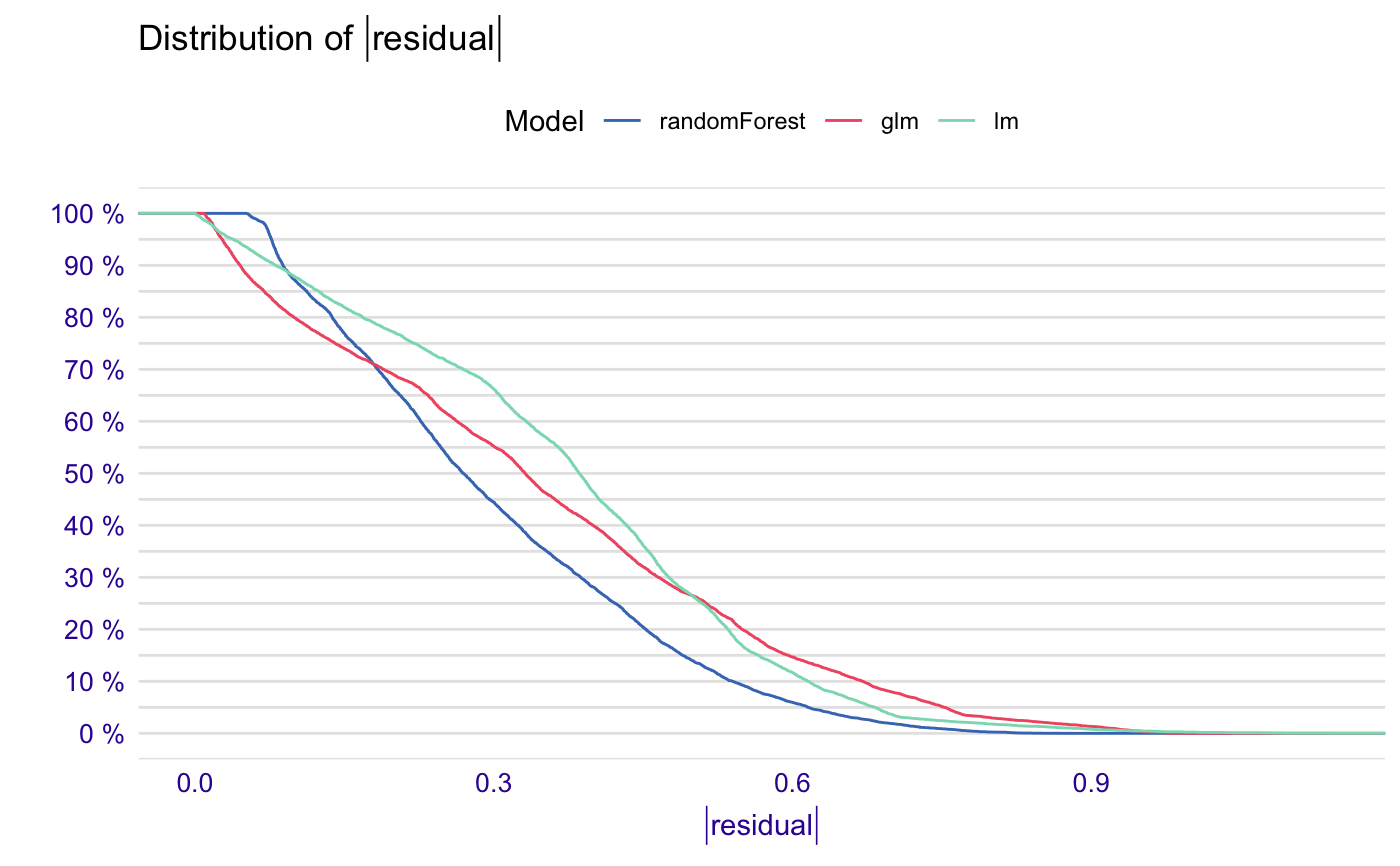 Distribution of |residual|
Model randomForest glm lm
100 %
90 %
80 %
70 %
60 %
50 %
40 %
30 %
20 %
10 %
0 %
0.0 0.3 0.6 0.9
|residual|